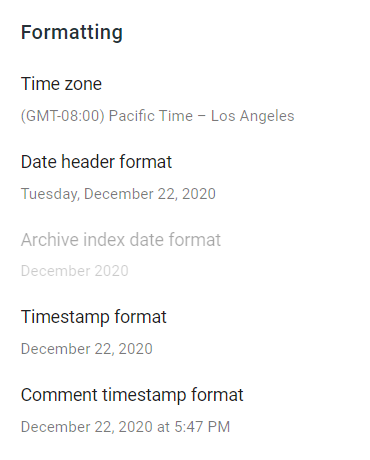 Formatting
Time zone
(GMT-08:00) Pacific Time – Los Angeles
Date header format
Tuesday, December 22, 2020
Archive index date format
December 2020
Timestamp format
December 22, 2020
Comment timestamp format
December 22, 2020 at 5:47 PM